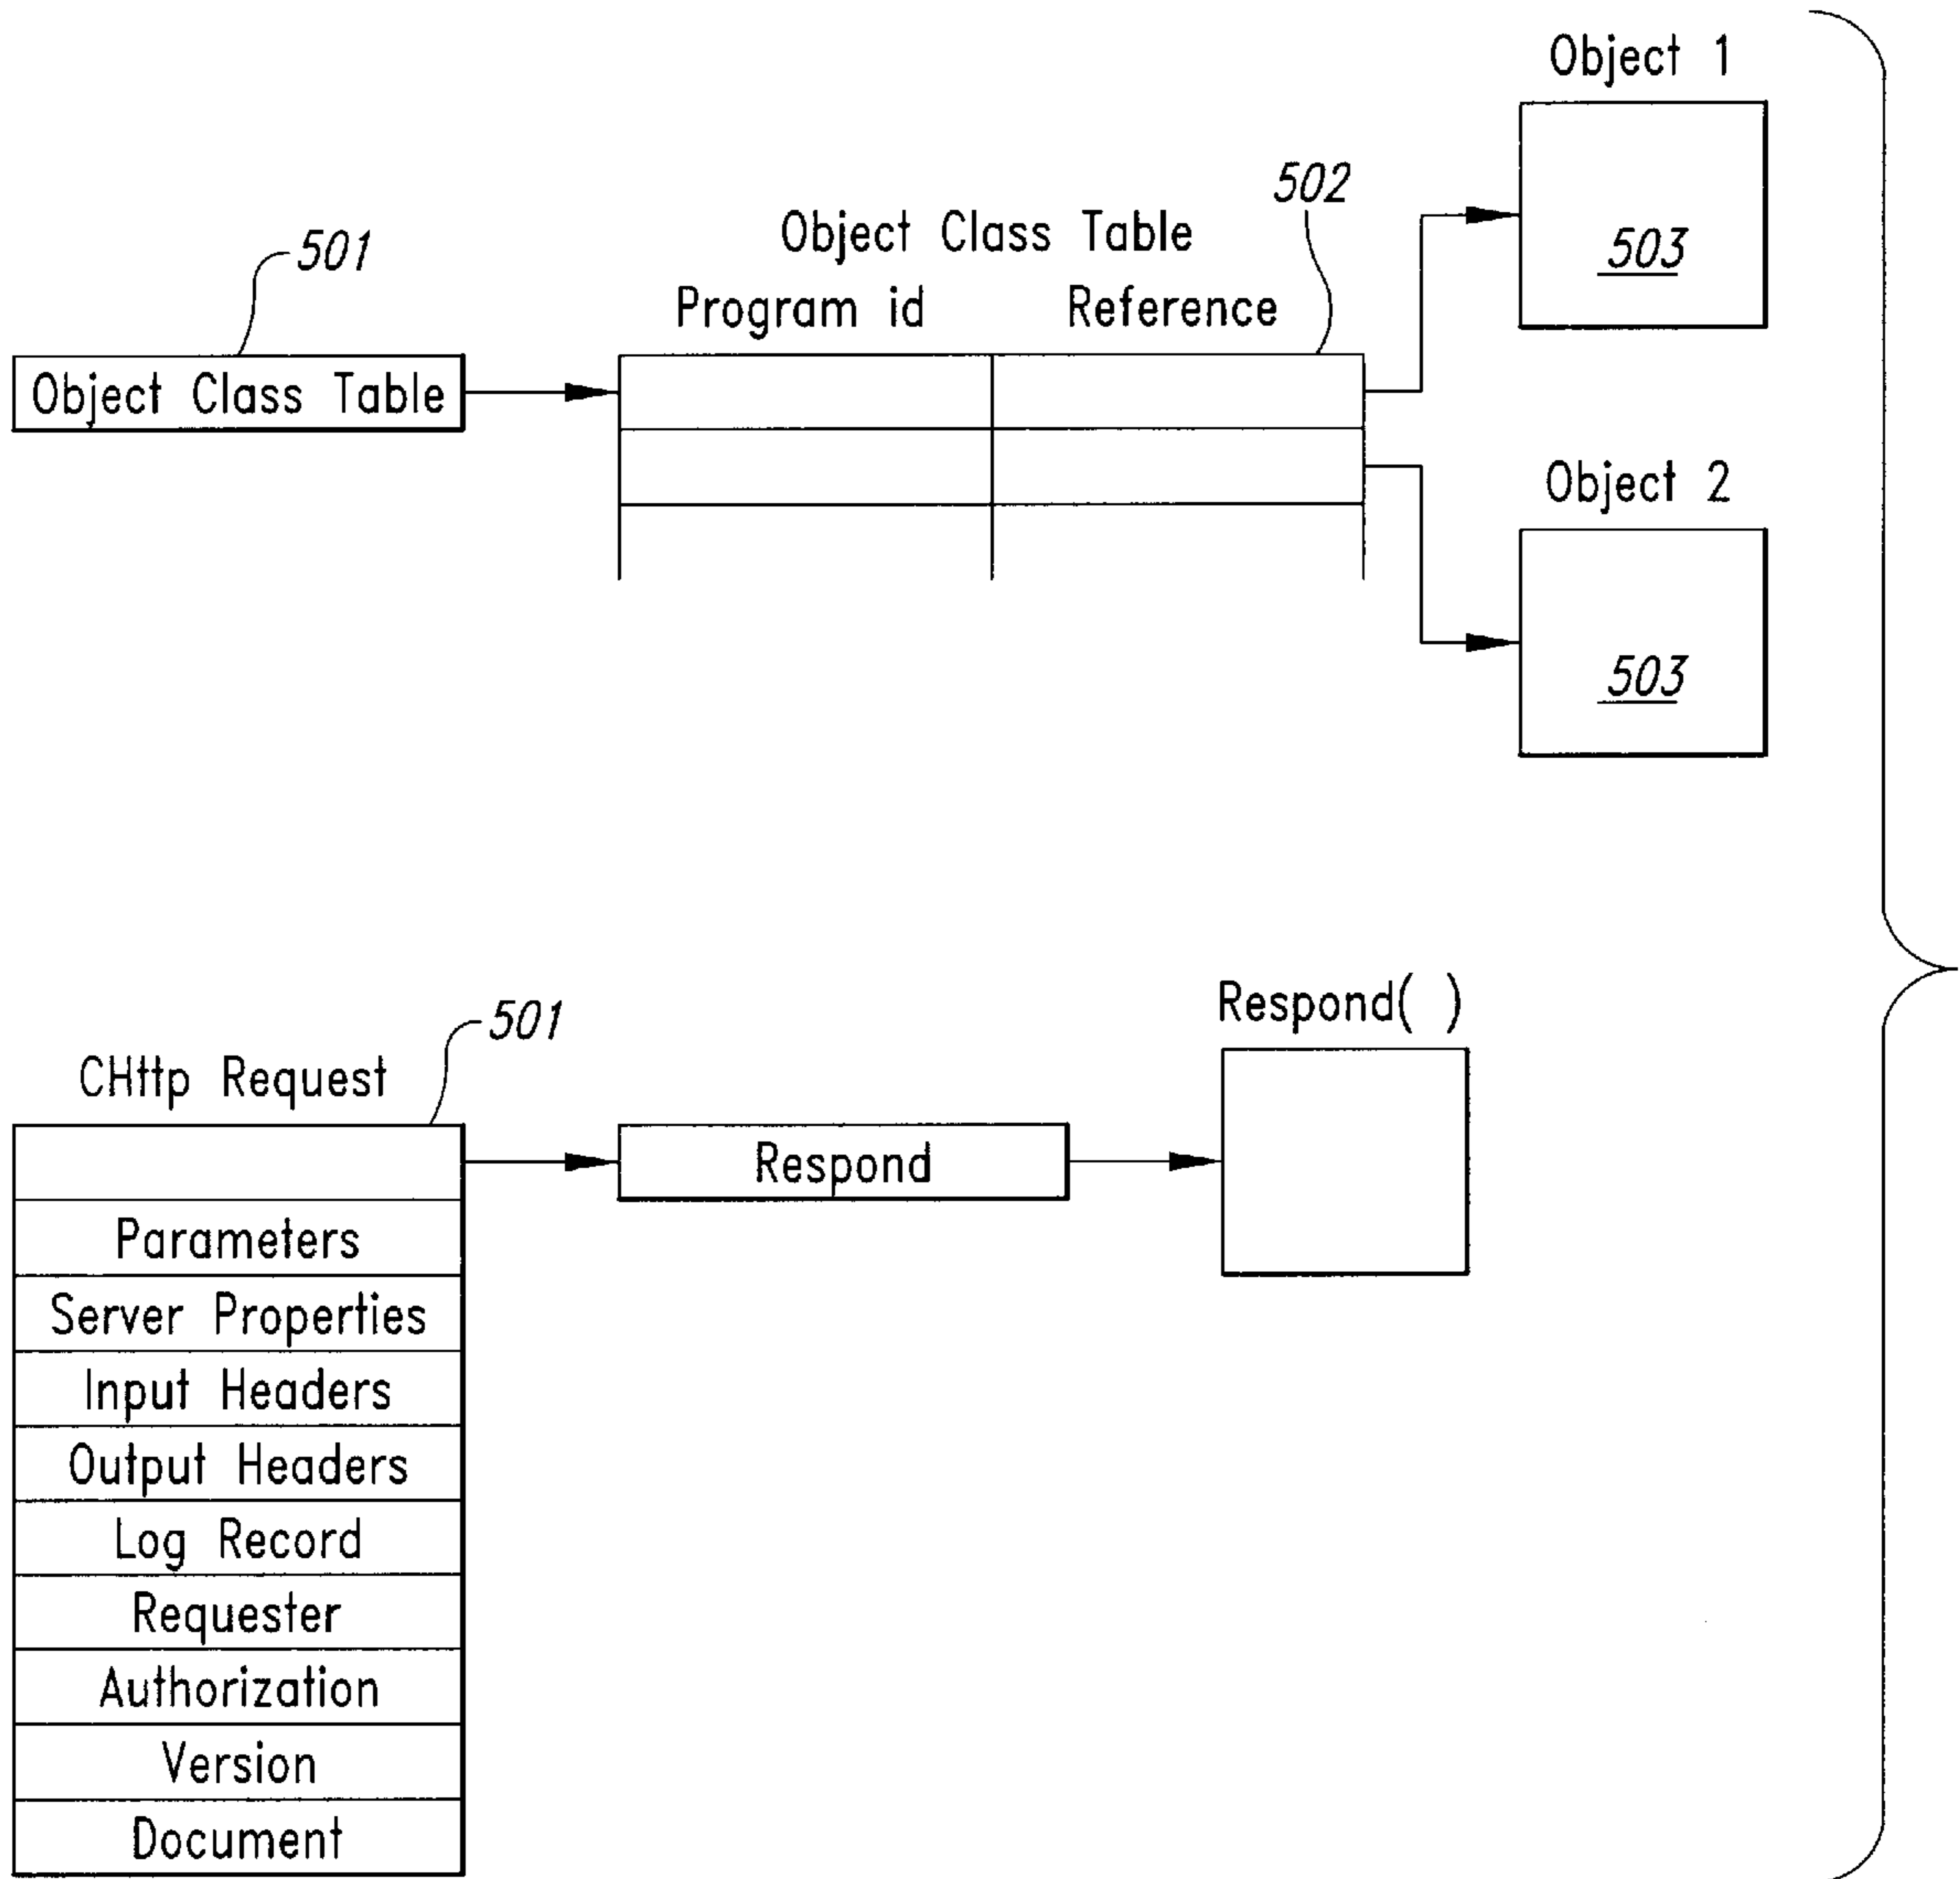 Object 1
502
503
501
Object Class Table
Program id Reference
Object Class Table
Object 2
503
501
Respond( )
CHttp Request
Respond
Parameters
Server Properties
Input Headers
Output Headers
Log Record
Requester
Authorization
Version
Document